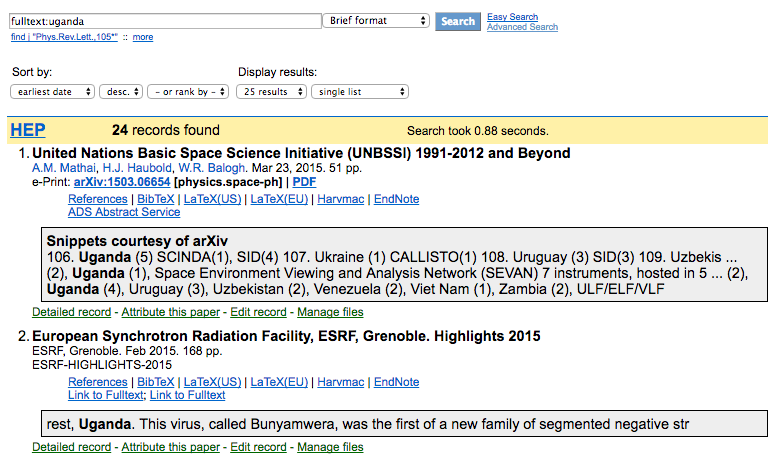 fulltext:uganda Brief format Search Easy Search
Advanced Search
find j "Phys.Rev.Lett.,105*" :: more
Sort by: Display results:
earliest date desc. - or rank by - 25 results single list
HEP 24 records found Search took 0.88 seconds.
1. United Nations Basic Space Science Initiative (UNBSSI) 1991-2012 and Beyond
A.M. Mathai, H.J. Haubold, W.R. Balogh. Mar 23, 2015. 51 pp.
e-Print: arXiv:1503.06654 [physics.space-ph] | PDF
References | BibTeX | LaTeX(US) | LaTeX(EU) | Harvmac | EndNote
ADS Abstract Service
Snippets courtesy of arXiv
106. Uganda (5) SCINDA(1), SID(4) 107. Ukraine (1) CALLISTO(1) 108. Uruguay (3) SID(3) 109. Uzbekis ...
(2), Uganda (1), Space Environment Viewing and Analysis Network (SEVAN) 7 instruments, hosted in 5 ... (2),
Uganda (4), Uruguay (3), Uzbekistan (2), Venezuela (2), Viet Nam (1), Zambia (2), ULF/ELF/VLF
Detailed record - Attribute this paper - Edit record - Manage files
2. European Synchrotron Radiation Facility, ESRF, Grenoble. Highlights 2015
ESRF, Grenoble. Feb 2015. 168 pp.
ESRF-HIGHLIGHTS-2015
References | BibTeX | LaTeX(US) | LaTeX(EU) | Harvmac | EndNote
Link to Fulltext; Link to Fulltext
rest, Uganda. This virus, called Bunyamwera, was the first of a new family of segmented negative str
Detailed record - Attribute this paper - Edit record - Manage files